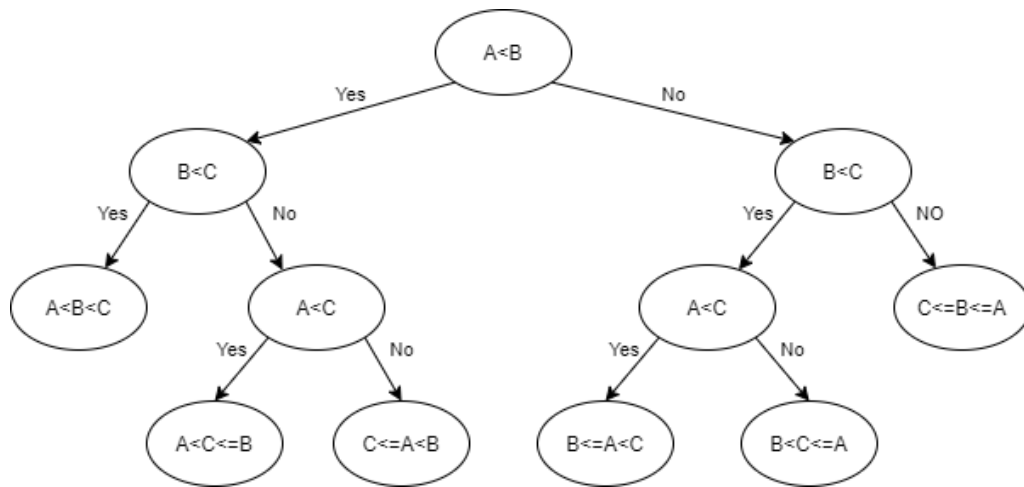 A<B
Yes
No
B<C
B<C
Yes
No
Yes
NO
A<B<C
A<C
A<C
C<=B<=A
Yes
No
Yes
No
A<C<=B
C<=A<B
B<=A<C
B<C<=A